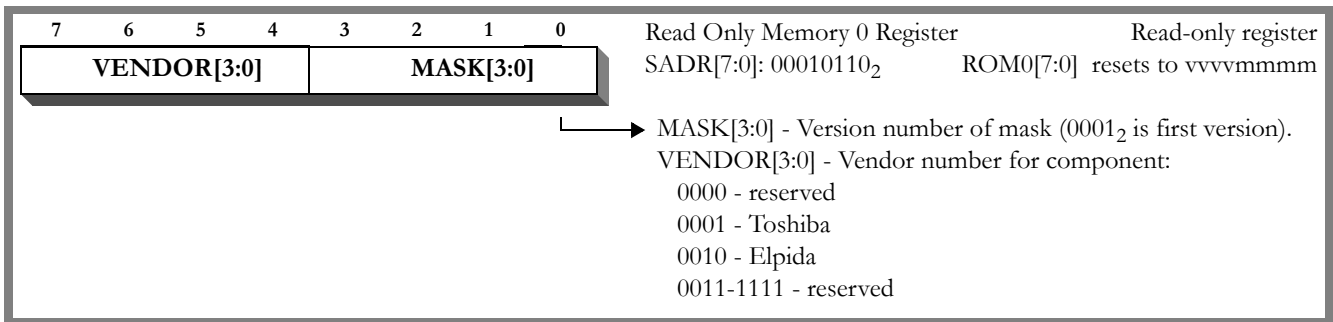 7 6 5 4 3 2 1 0
VENDOR[3:0] MASK[3:0]
Read Only Memory 0 Register Read-only register
SADR[7:0]: 00010110₂ ROM0[7:0] resets to vvvvmmmm
MASK[3:0] - Version number of mask (0001₂ is first version).
VENDOR[3:0] - Vendor number for component:
0000 - reserved
0001 - Toshiba
0010 - Elpida
0011-1111 - reserved